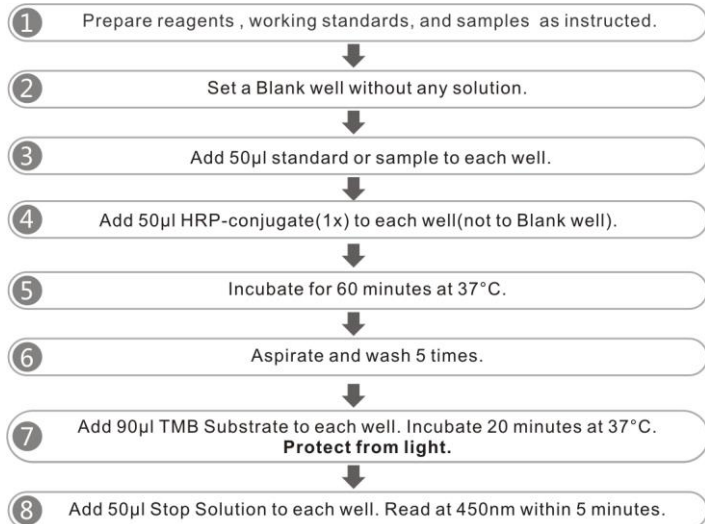 1 Prepare reagents , working standards, and samples as instructed.
2 Set a Blank well without any solution.
3 Add 50μl standard or sample to each well.
4 Add 50μl HRP-conjugate(1x) to each well(not to Blank well).
5 Incubate for 60 minutes at 37°C.
6 Aspirate and wash 5 times.
7 Add 90μl TMB Substrate to each well. Incubate 20 minutes at 37°C.
Protect from light.
8 Add 50μl Stop Solution to each well. Read at 450nm within 5 minutes.